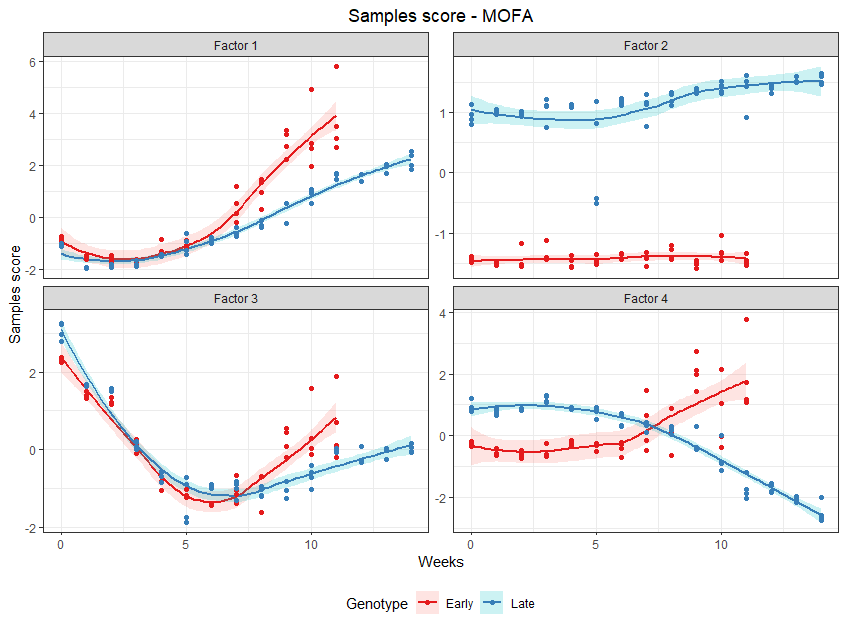 Samples score - MOFA
Factor 1
Factor 2
6
4
2
0
-2
1
0
-1
Samples score
Factor 3
Factor 4
2
0
-2
4
2
0
-2
0
5
10
0
5
10
Weeks
Genotype Early Late